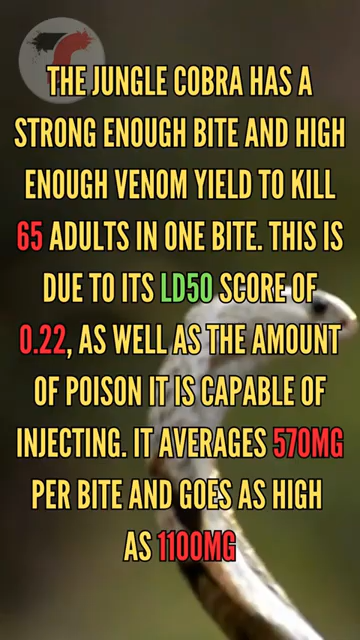 THE JUNGLE COBRA HAS A
STRONG ENOUGH BITE AND HIGH
ENOUGH VENOM YIELD TO KILL
65 ADULTS IN ONE BITE. THIS IS
DUE TO ITS LD50 SCORE OF
0.22, AS WELL AS THE AMOUNT
OF POISON IT IS CAPABLE OF
INJECTING. IT AVERAGES 570MG
PER BITE AND GOES AS HIGH
AS 1100MG